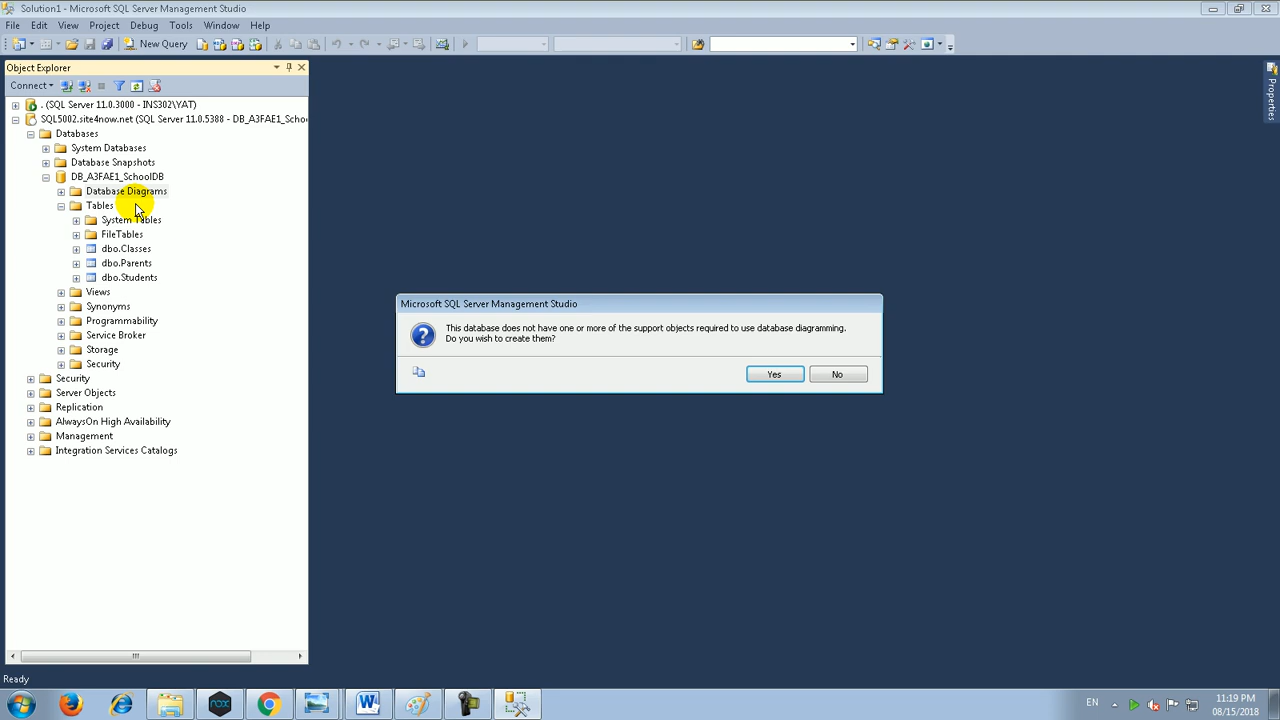 Solution1 - Microsoft SQL Server Management Studio
File Edit View Project Debug Tools Window Help
New Query
Object Explorer
Connect
. (SQL Server 11.0.3000 - INS302\YAT)
SQL5002.site4now.net (SQL Server 11.0.5388 - DB_A3FAE1_Schoo
Databases
System Databases
Database Snapshots
DB_A3FAE1_SchoolDB
Database Diagrams
Tables
System Tables
FileTables
dbo.Classes
dbo.Parents
dbo.Students
Views
Synonyms
Programmability
Service Broker
Storage
Security
Security
Server Objects
Replication
AlwaysOn High Availability
Management
Integration Services Catalogs
Microsoft SQL Server Management Studio
This database does not have one or more of the support objects required to use database diagramming.
Do you wish to create them?
Yes No
Properties
Ready
nox
EN
11:19 PM
08/15/2018